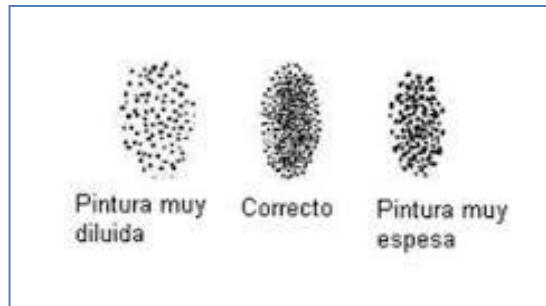 Pintura muy
diluida
Correcto
Pintura muy
espesa